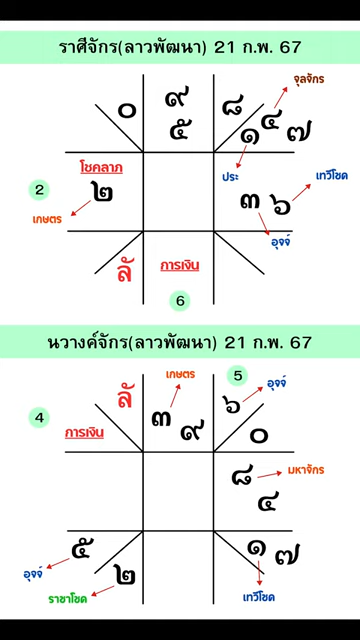 ราศีจักร(ลาวพัฒนา) 21 ก.พ. 67
จุลจักร
๐ ๙ ๘ ๔
๕ ๑ ๗
โชคลาภ ประ เทวีโชค
2 ๒ ๓ ๖
เกษตร อุจจ์
ลั การเงิน
6
นวางค์จักร(ลาวพัฒนา) 21 ก.พ. 67
เกษตร 5 อุจจ์
ลั ๖
4 ๓ ๙ ๐
การเงิน
๘ มหาจักร
๔
๕ ๑ ๗
อุจจ์ ๒
ราชาโชค เทวีโชค